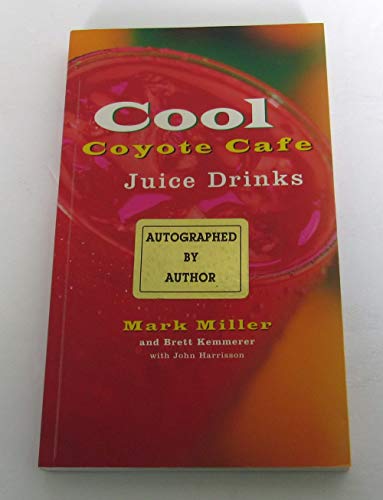 Cool
Coyote Cafe
Juice Drinks
AUTOGRAPHED
BY
AUTHOR
Mark Miller
and Brett Kemmerer
with John Harrisson